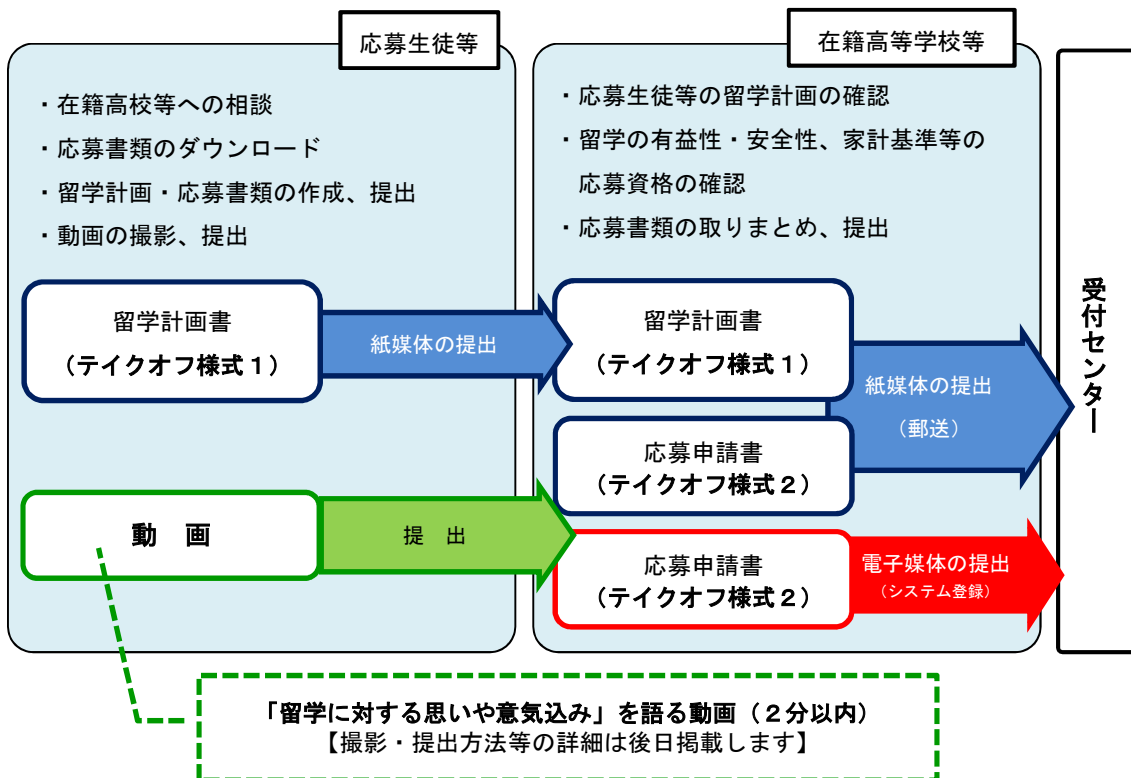 応募生徒等
・在籍高校等への相談
・応募書類のダウンロード
・留学計画・応募書類の作成、提出
・動画の撮影、提出
留学計画書
（テイクオフ様式１）
紙媒体の提出
動　画
提　出
在籍高等学校等
・応募生徒等の留学計画の確認
・留学の有益性・安全性、家計基準等の
応募資格の確認
・応募書類の取りまとめ、提出
留学計画書
（テイクオフ様式１）
応募申請書
（テイクオフ様式２）
紙媒体の提出
（郵送）
応募申請書
（テイクオフ様式２）
電子媒体の提出
（システム登録）
受付センター
「留学に対する思いや意気込み」を語る動画（２分以内）
【撮影・提出方法等の詳細は後日掲載します】